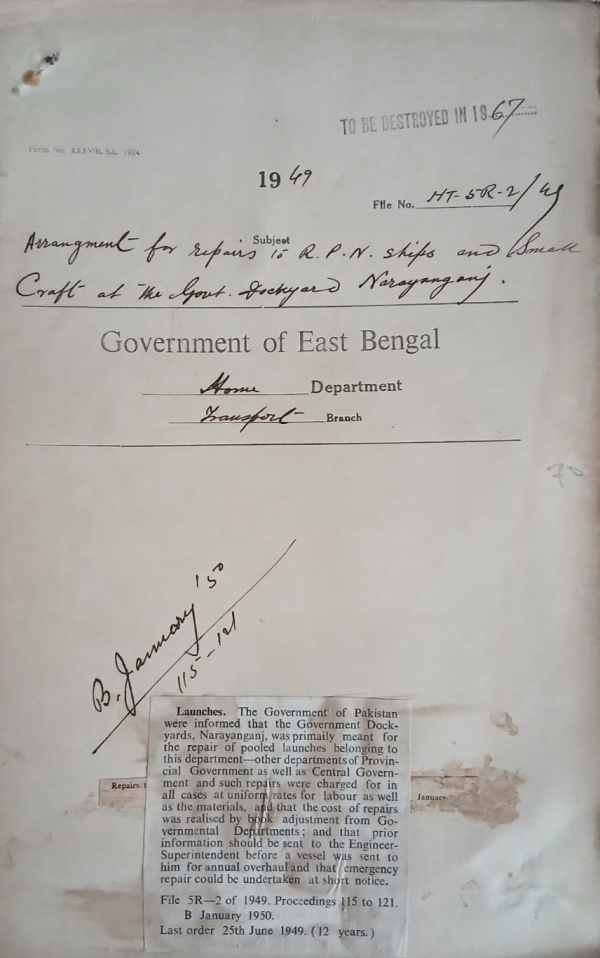 TO BE DESTROYED IN 1967
Form No. XXXVIII, B.L. 1924
1949
File No. HT-5R-2/49
Subject
Arrangment for repairs to R.P.N. ships and Small
Craft at the Govt. Dockyard Narayanganj.
Government of East Bengal
Home Department
Transport Branch
70
B. January '50
115-121
Launches. The Government of Pakistan
were informed that the Government Dock-
yards, Narayanganj, was primaily meant for
the repair of pooled launches belonging to
this department—other departments of Provin-
cial Government as well as Central Govern-
ment and such repairs were charged for in
all cases at uniform rates for labour as well
as the materials, and that the cost of repairs
was realised by book adjustment from Go-
vernmental Departments; and that prior
information should be sent to the Engineer-
Superintendent before a vessel was sent to
him for annual overhaul and that emergency
repair could be undertaken at short notice.
File 5R—2 of 1949. Proceedings 115 to 121.
B January 1950.
Last order 25th June 1949. (12 years.)
Repairs
January.